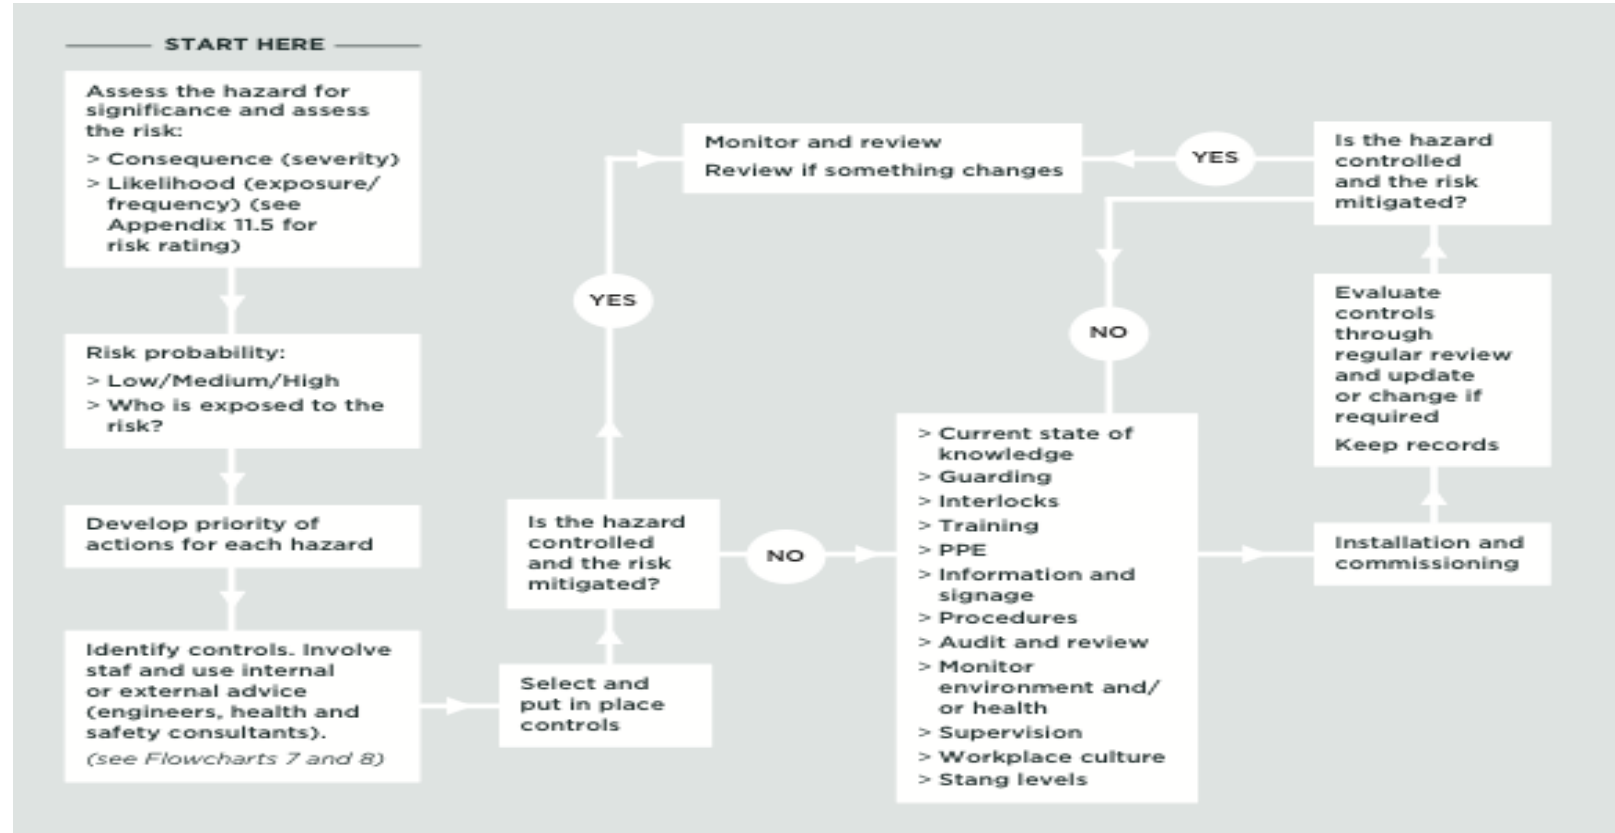 START HERE
Assess the hazard for
significance and assess
the risk:
> Consequence (severity)
> Likelihood (exposure/
frequency) (see
Appendix 11.5 for
risk rating)
Risk probability:
> Low/Medium/High
> Who is exposed to the
risk?
Develop priority of
actions for each hazard
Identify controls. Involve
staf and use internal
or external advice
(engineers, health and
safety consultants).
(see Flowcharts 7 and 8)
Select and
put in place
controls
Is the hazard
controlled
and the risk
mitigated?
YES
Monitor and review
Review if something changes
NO
> Current state of
knowledge
> Guarding
> Interlocks
> Training
> PPE
> Information and
signage
> Procedures
> Audit and review
> Monitor
environment and/
or health
> Supervision
> Workplace culture
> Stang levels
Installation and
commissioning
Evaluate
controls
through
regular review
and update
or change if
required
Keep records
Is the hazard
controlled
and the risk
mitigated?
YES
NO